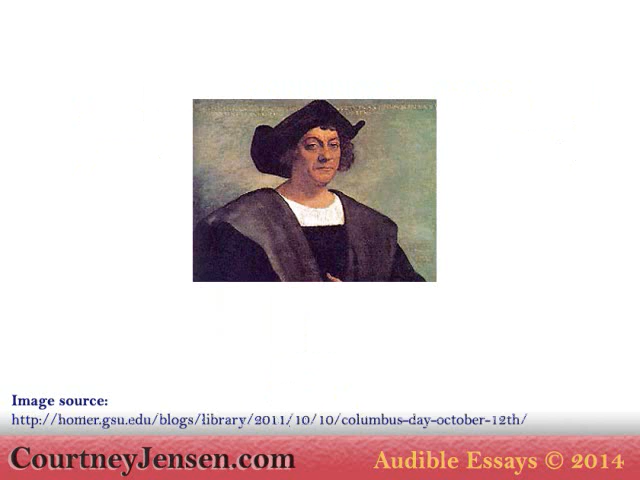 Image source:
http://homer.gsu.edu/blogs/library/2011/10/10/columbus-day-october-12th/
CourtneyJensen.com
Audible Essays © 2014